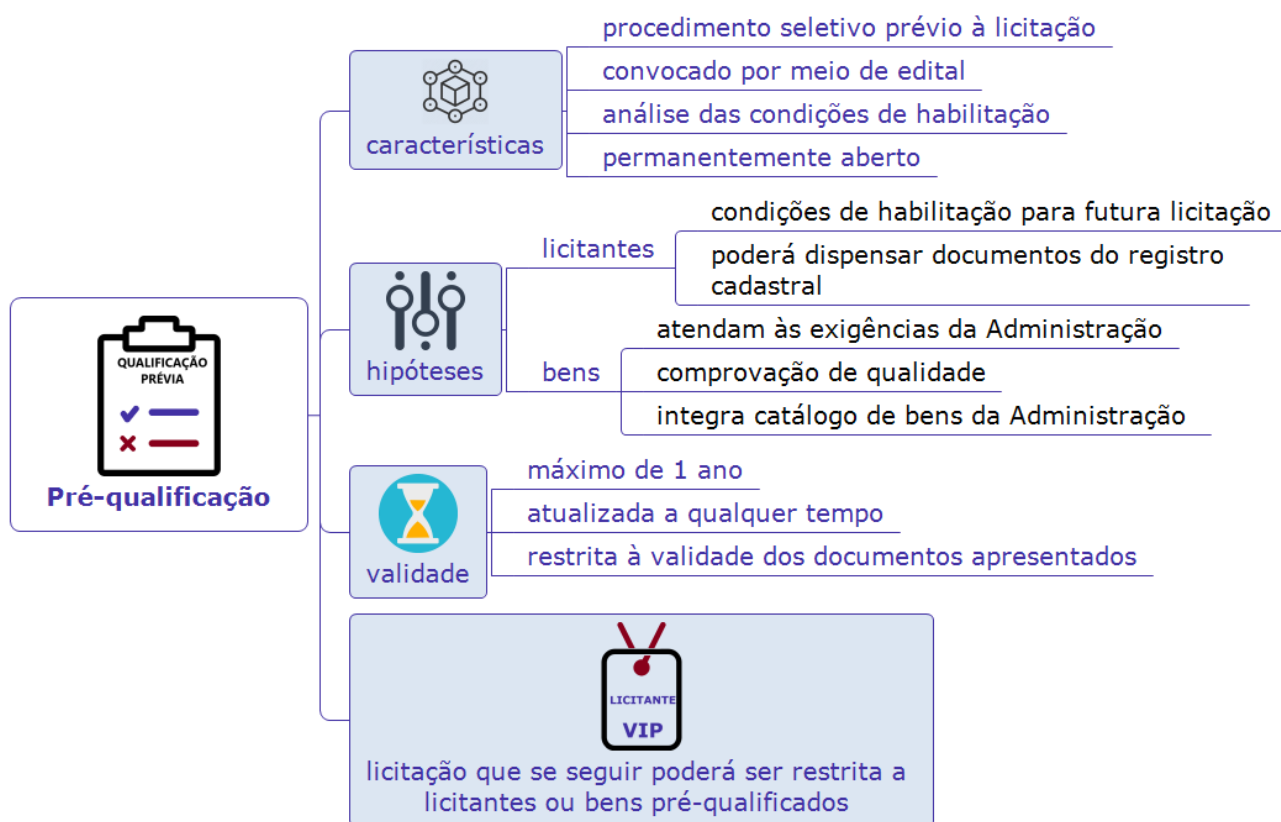 QUALIFICAÇÃO
PRÉVIA
Pré-qualificação
características
procedimento seletivo prévio à licitação
convocado por meio de edital
análise das condições de habilitação
permanentemente aberto
hipóteses
licitantes
condições de habilitação para futura licitação
poderá dispensar documentos do registro
cadastral
bens
atendam às exigências da Administração
comprovação de qualidade
integra catálogo de bens da Administração
validade
máximo de 1 ano
atualizada a qualquer tempo
restrita à validade dos documentos apresentados
LICITANTE
VIP
licitação que se seguir poderá ser restrita a
licitantes ou bens pré-qualificados